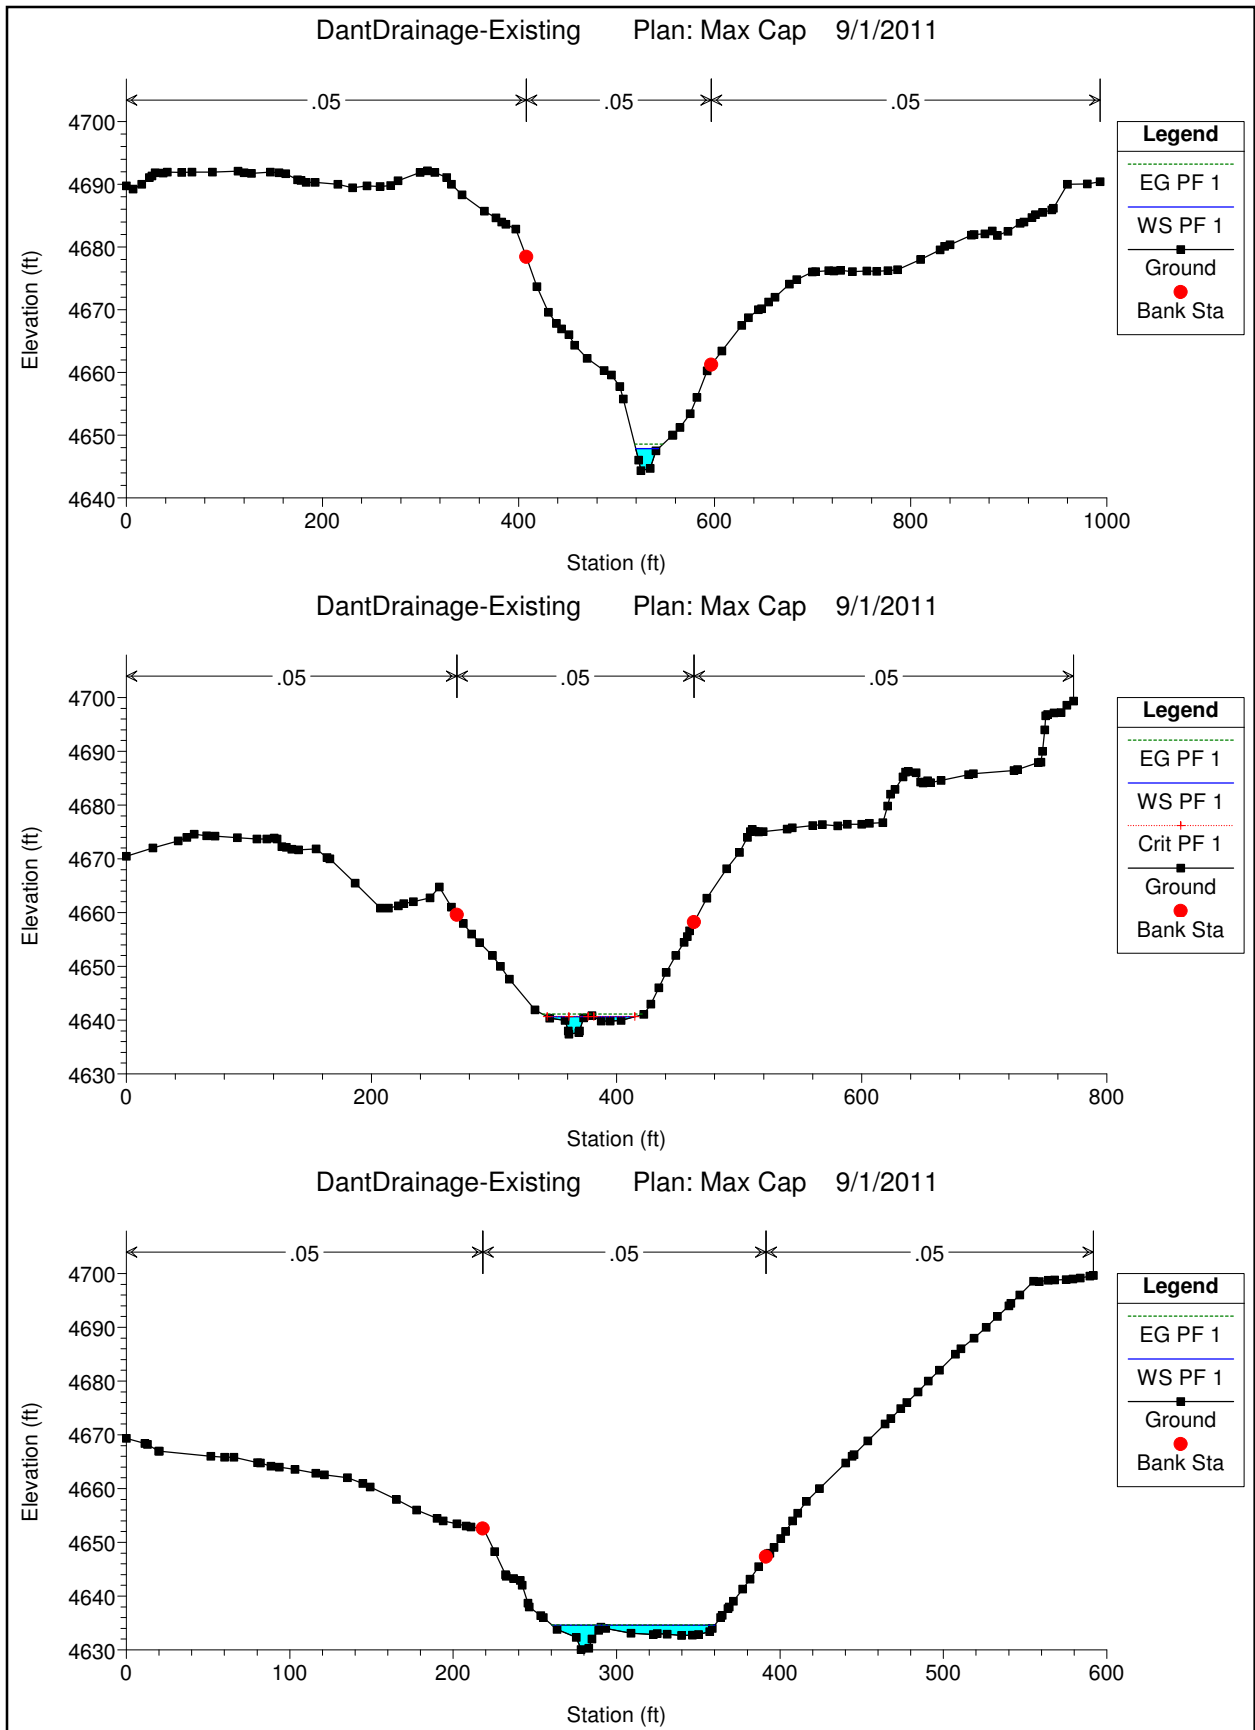 DantDrainage-Existing Plan: Max Cap 9/1/2011
.05 .05 .05
4700
4690
4680
4670
4660
4650
4640
Elevation (ft)
0 200 400 600 800 1000
Station (ft)
Legend
EG PF 1
WS PF 1
Ground
Bank Sta
DantDrainage-Existing Plan: Max Cap 9/1/2011
.05 .05 .05
4700
4690
4680
4670
4660
4650
4640
4630
Elevation (ft)
0 200 400 600 800
Station (ft)
Legend
EG PF 1
WS PF 1
Crit PF 1
Ground
Bank Sta
DantDrainage-Existing Plan: Max Cap 9/1/2011
.05 .05 .05
4700
4690
4680
4670
4660
4650
4640
4630
Elevation (ft)
0 100 200 300 400 500 600
Station (ft)
Legend
EG PF 1
WS PF 1
Ground
Bank Sta